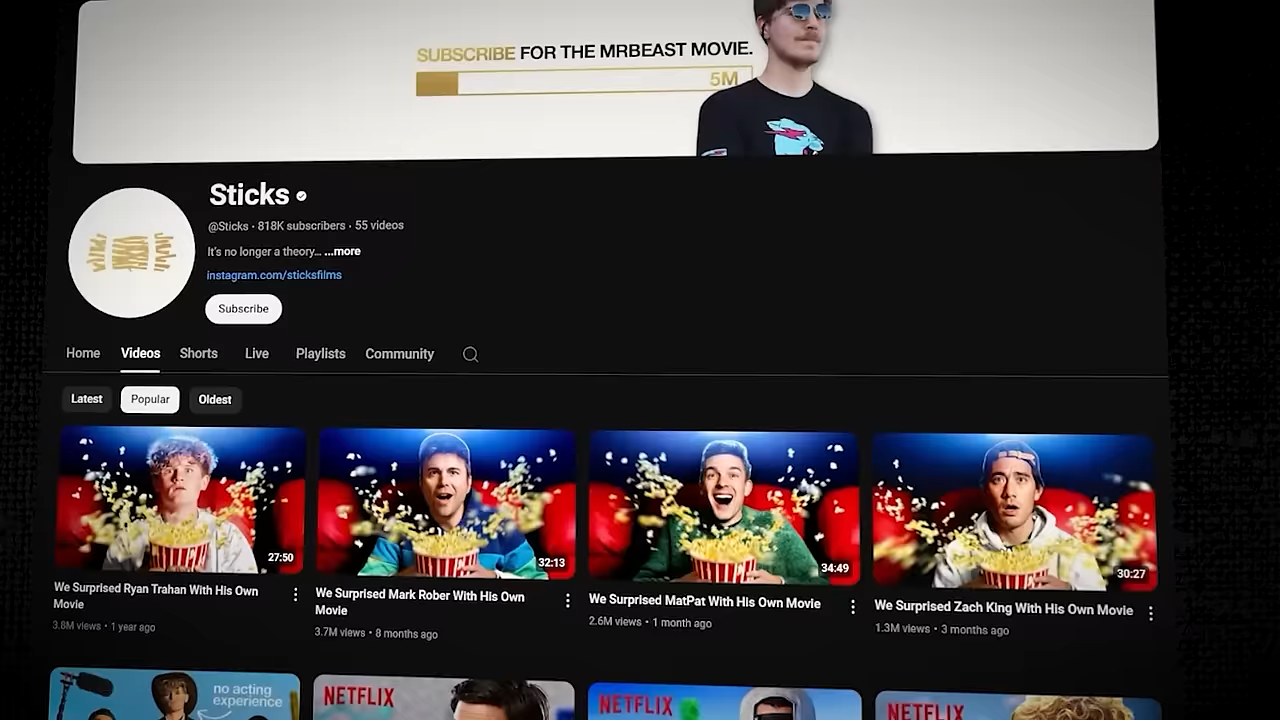 SUBSCRIBE FOR THE MRBEAST MOVIE.
5M
Sticks
@Sticks · 818K subscribers · 55 videos
It's no longer a theory... ...more
instagram.com/sticksfilms
Subscribe
Home Videos Shorts Live Playlists Community
Latest Popular Oldest
27:50 32:13 34:49 30:27
We Surprised Ryan Trahan With His Own
Movie
3.8M views • 1 year ago
We Surprised Mark Rober With His Own
Movie
3.7M views • 8 months ago
We Surprised MatPat With His Own Movie
2.6M views • 1 month ago
We Surprised Zach King With His Own Movie
1.3M views • 3 months ago
no acting
experience
NETFLIX
NETFLIX
NETFLIX